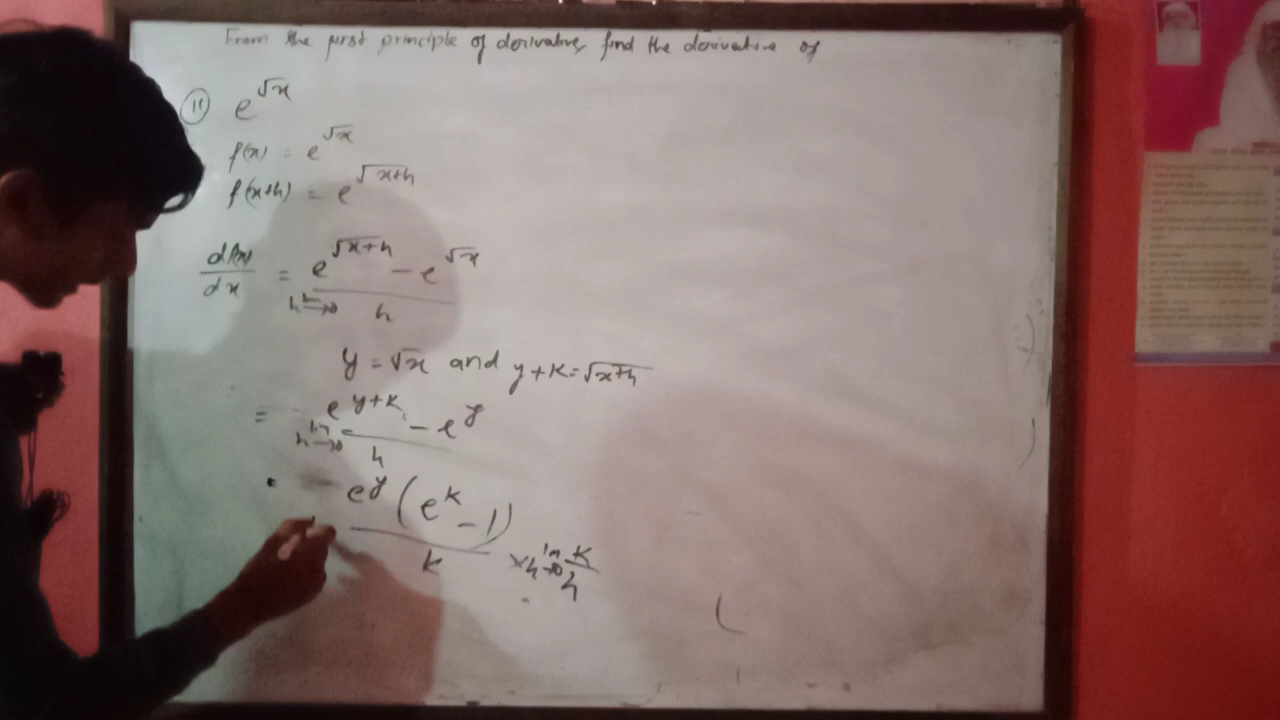 From the first principle of derivative, find the derivative of
⑪ e^√x
f(x) = e^√x
f(x+h) = e^√x+h
df(x)/dx = lim h→0 e^√x+h - e^√x / h
y = √x and y+k = √x+h
= lim h→0 e^y+k - e^y / h
e^y (e^k - 1) / k × lim h→0 k/h